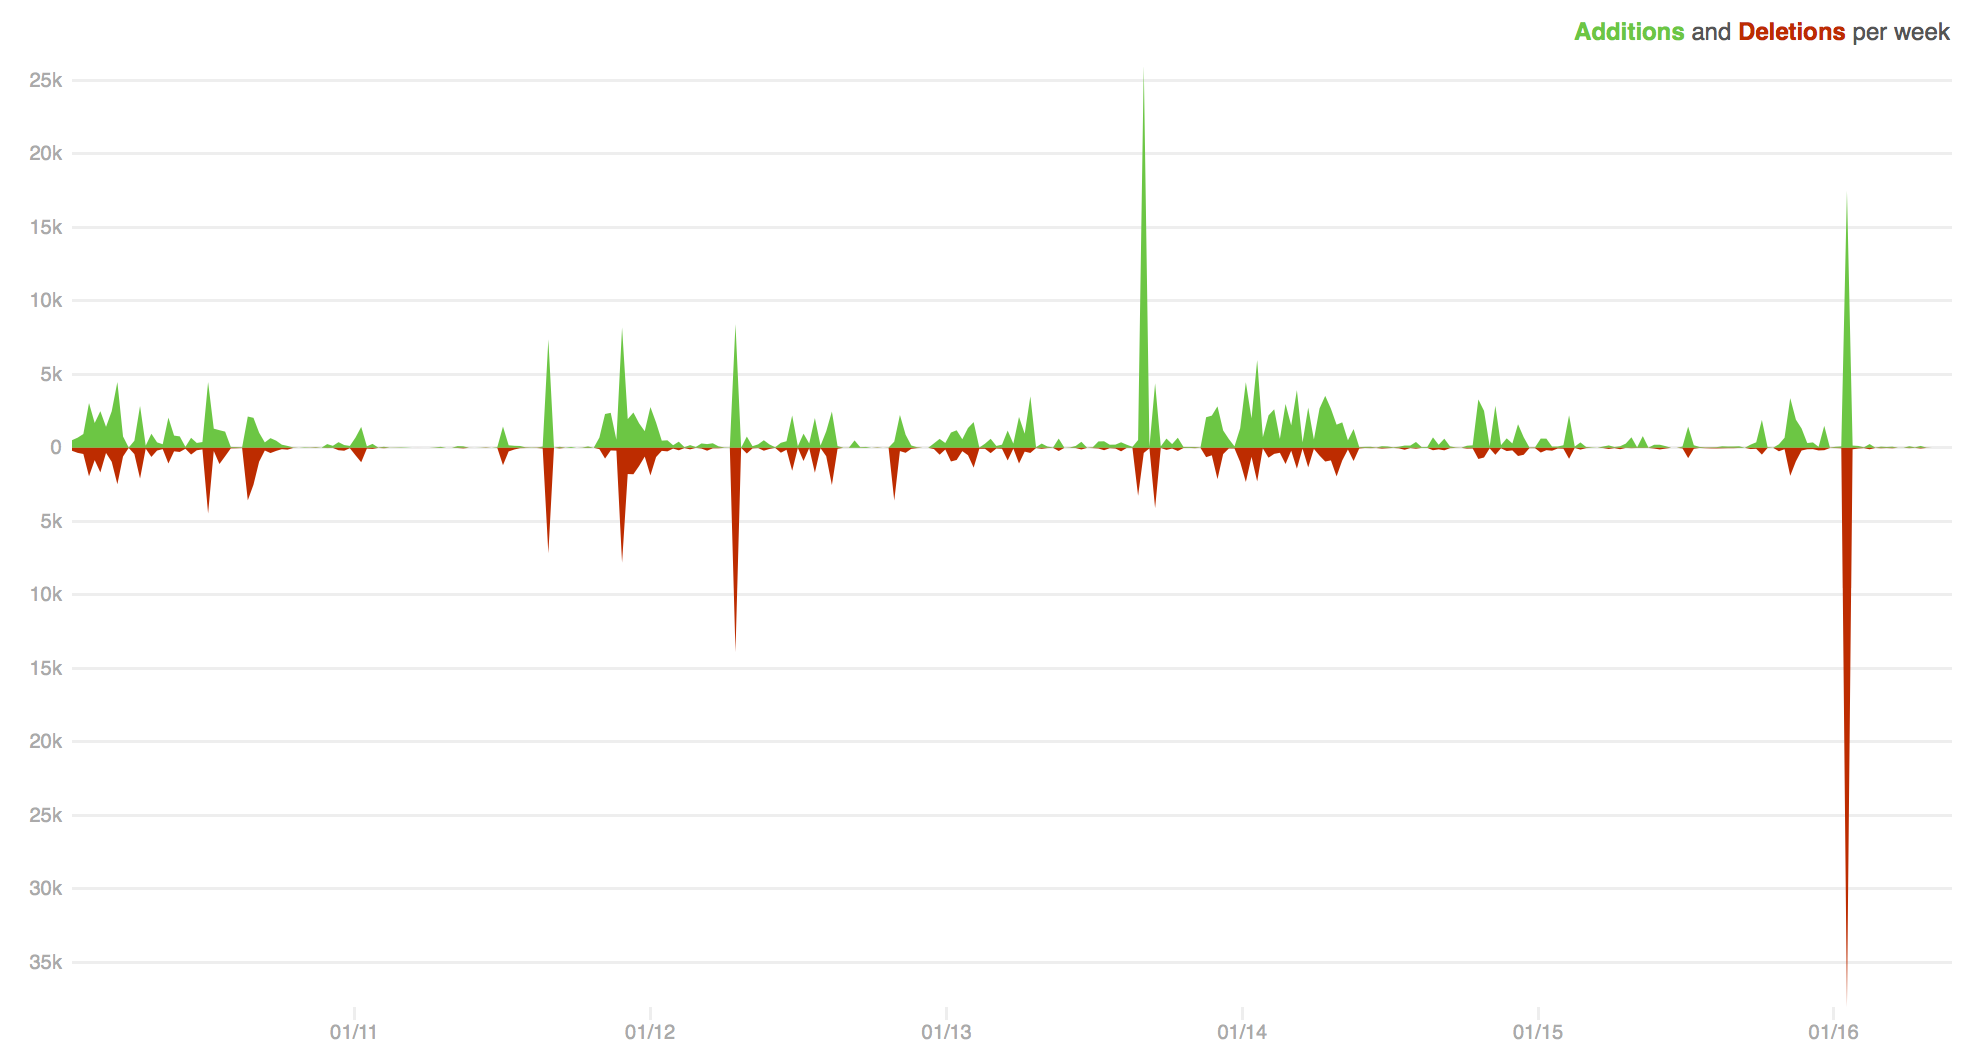 Additions and Deletions per week
25k
20k
15k
10k
5k
0
5k
10k
15k
20k
25k
30k
35k
01/11 01/12 01/13 01/14 01/15 01/16